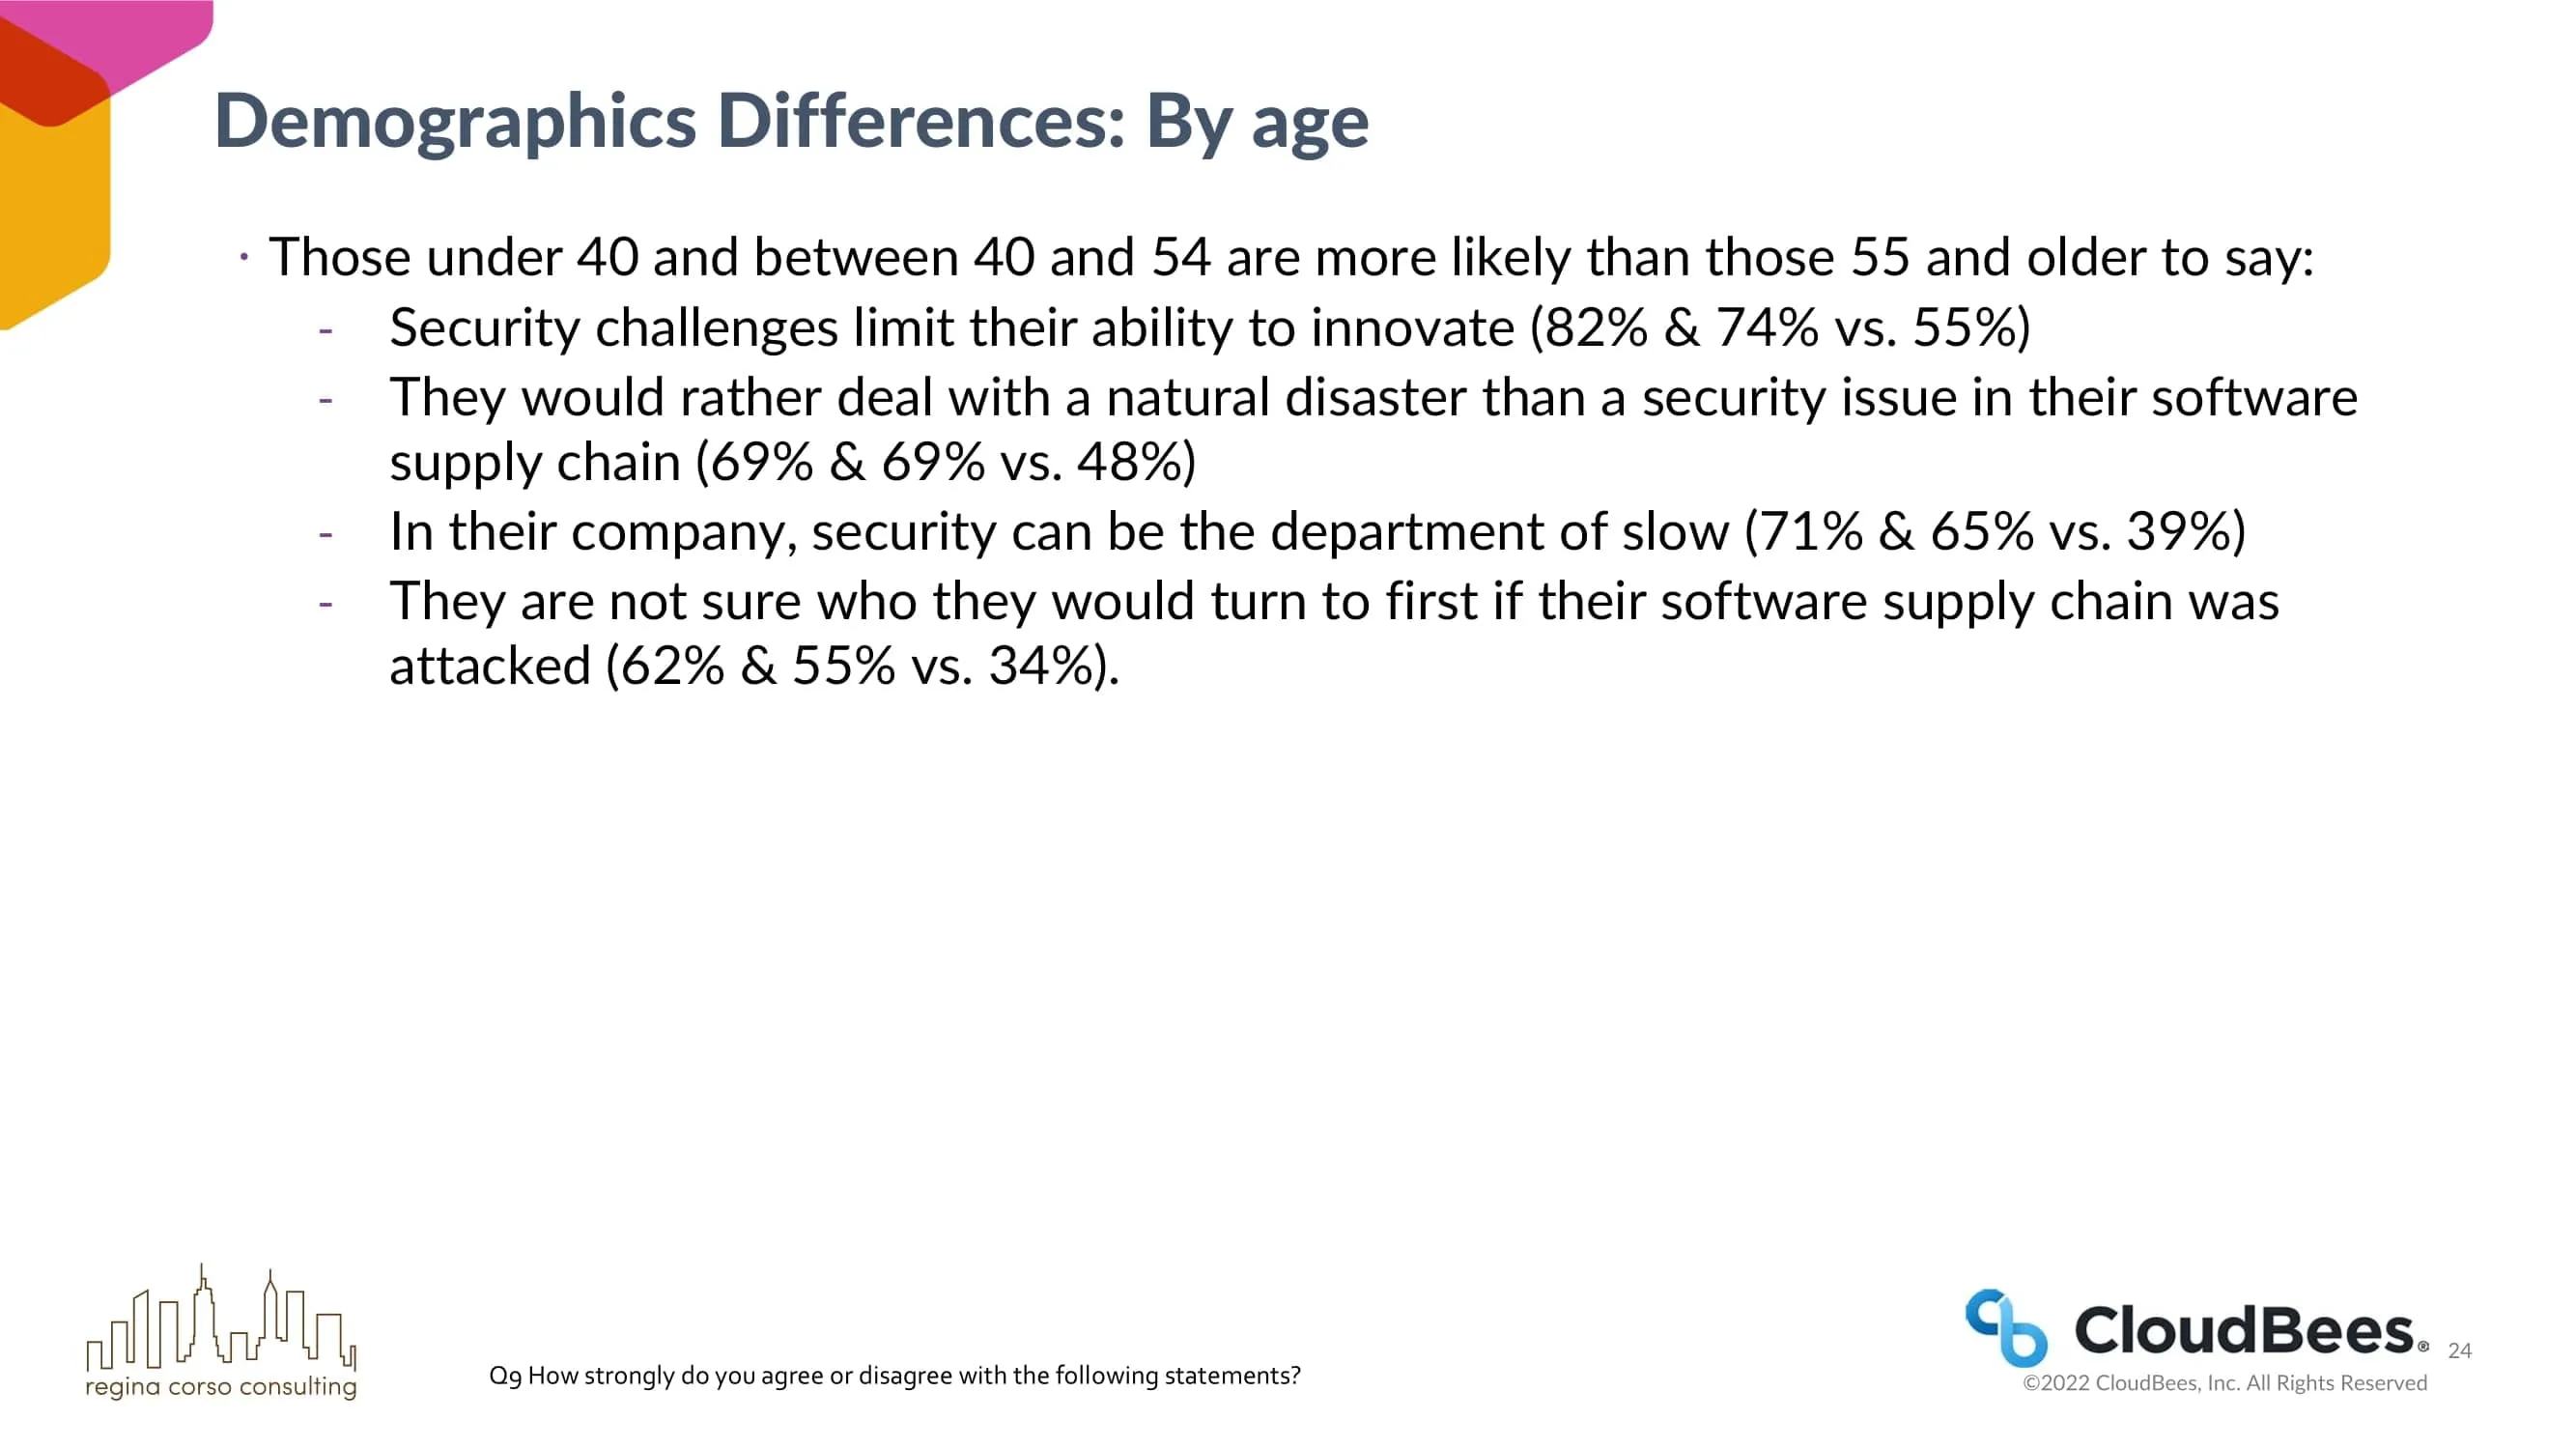 Demographics Differences: By age
· Those under 40 and between 40 and 54 are more likely than those 55 and older to say:
- Security challenges limit their ability to innovate (82% & 74% vs. 55%)
- They would rather deal with a natural disaster than a security issue in their software
supply chain (69% & 69% vs. 48%)
- In their company, security can be the department of slow (71% & 65% vs. 39%)
- They are not sure who they would turn to first if their software supply chain was
attacked (62% & 55% vs. 34%).
regina corso consulting
Q9 How strongly do you agree or disagree with the following statements?
CloudBees®
24
©2022 CloudBees, Inc. All Rights Reserved